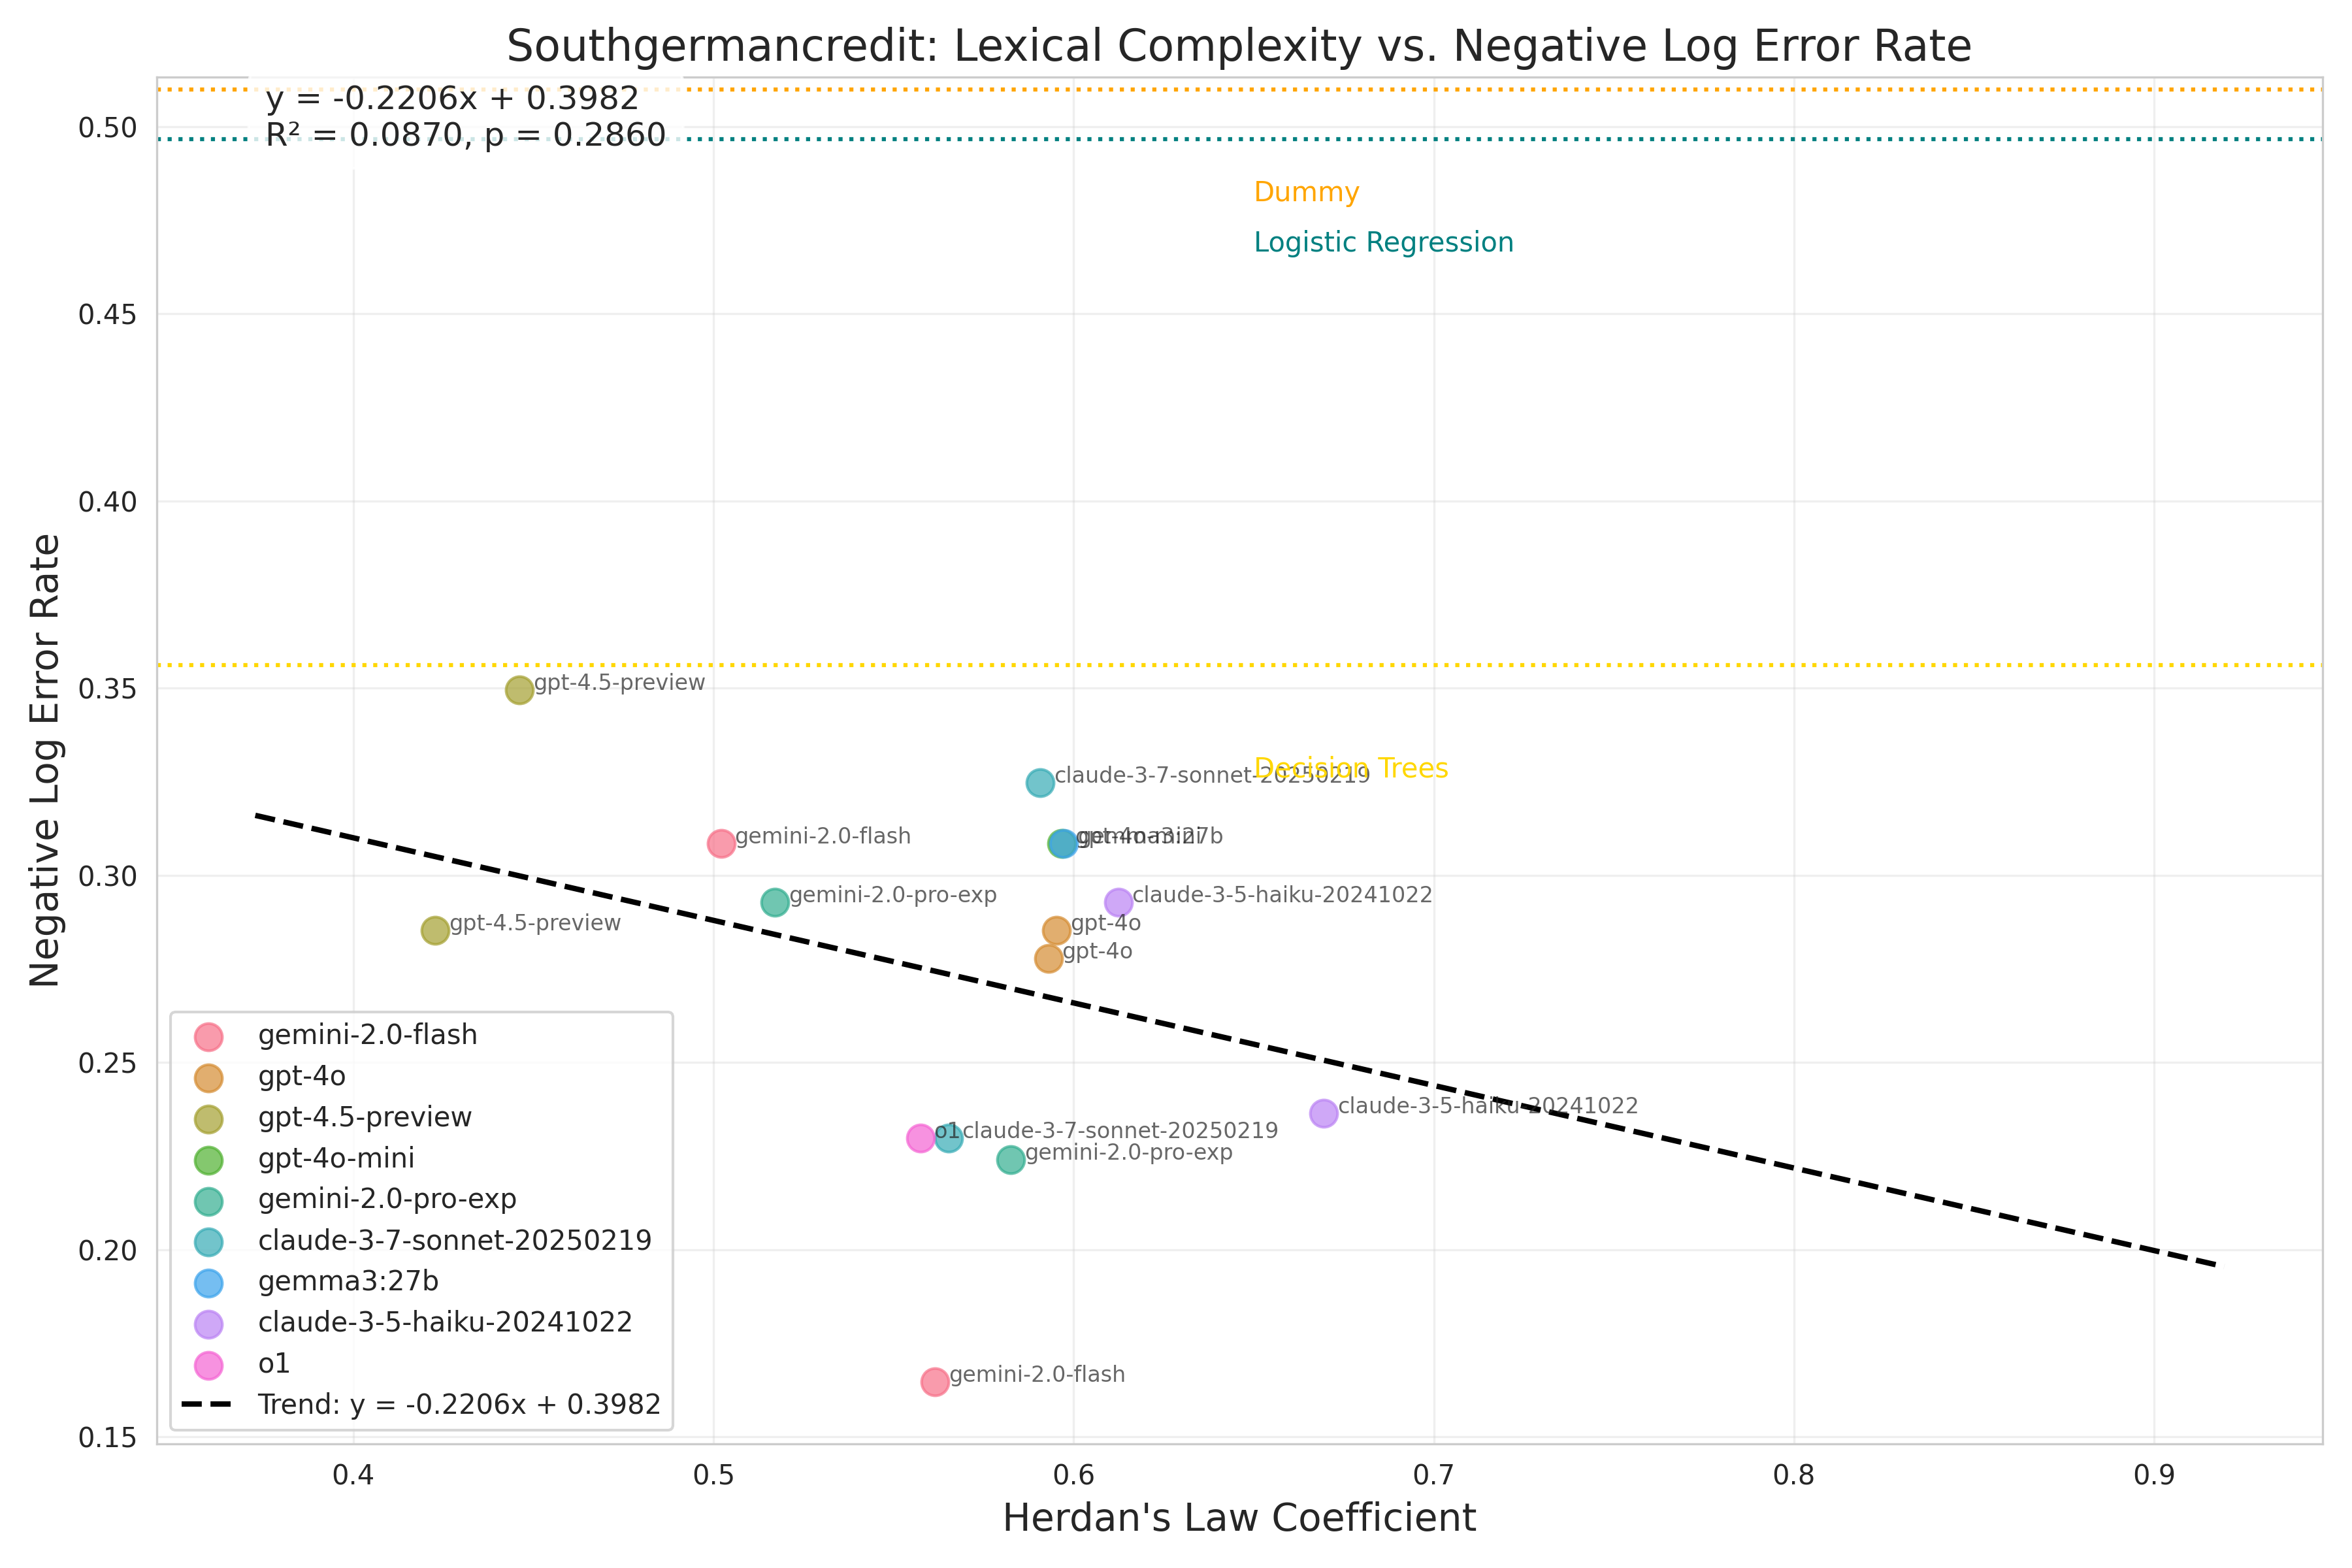 Southgermancredit: Lexical Complexity vs. Negative Log Error Rate
y = -0.2206x + 0.3982
R² = 0.0870, p = 0.2860
Dummy
Logistic Regression
Decision Trees
gpt-4.5-preview
claude-3-7-sonnet-20250219
gemini-2.0-flash
gpt-4o-mini
gemma3:27b
gemini-2.0-pro-exp
claude-3-5-haiku-20241022
gpt-4.5-preview
gpt-4o
gpt-4o
claude-3-5-haiku-20241022
o1
claude-3-7-sonnet-20250219
gemini-2.0-pro-exp
gemini-2.0-flash
gemini-2.0-flash
gpt-4o
gpt-4.5-preview
gpt-4o-mini
gemini-2.0-pro-exp
claude-3-7-sonnet-20250219
gemma3:27b
claude-3-5-haiku-20241022
o1
Trend: y = -0.2206x + 0.3982
Negative Log Error Rate
0.50
0.45
0.40
0.35
0.30
0.25
0.20
0.15
0.4
0.5
0.6
0.7
0.8
0.9
Herdan's Law Coefficient